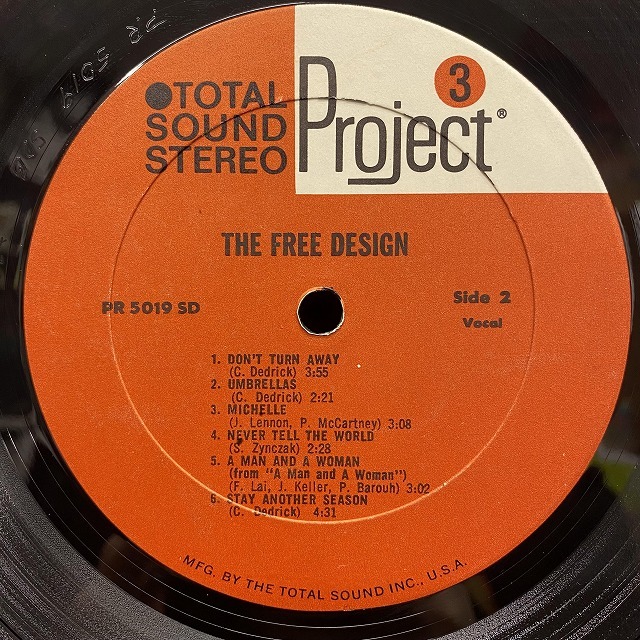 PR 5019
TOTAL
SOUND
STEREO
Project®
3
THE FREE DESIGN
PR 5019 SD
Side 2
Vocal
1. DON'T TURN AWAY
(C. Dedrick) 3:55
2. UMBRELLAS
(C. Dedrick) 2:21
3. MICHELLE
(J. Lennon, P. McCartney) 3:08
4. NEVER TELL THE WORLD
(S. Zynczak) 2:28
5. A MAN AND A WOMAN
(from "A Man and A Woman")
(F. Lai, J. Keller, P. Barouh) 3:02
6. STAY ANOTHER SEASON
(C. Dedrick) 4:31
MFG. BY THE TOTAL SOUND INC., U.S.A.